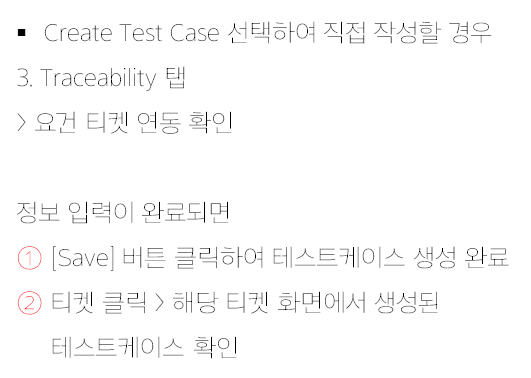 ▪ Create Test Case 선택하여 직접 작성할 경우
3. Traceability 탭
> 요건 티켓 연동 확인
정보 입력이 완료되면
① [Save] 버튼 클릭하여 테스트케이스 생성 완료
② 티켓 클릭 > 해당 티켓 화면에서 생성된
테스트케이스 확인